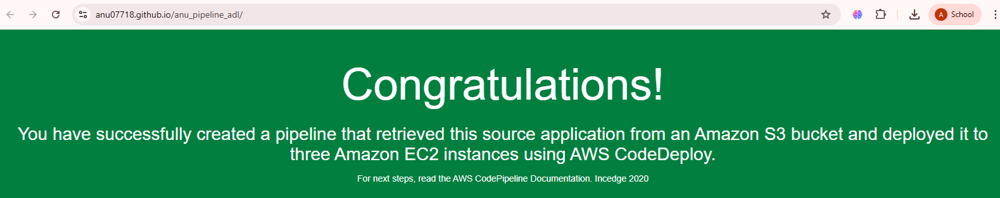 anu07718.github.io/anu_pipeline_adl/
A School
Congratulations!
You have successfully created a pipeline that retrieved this source application from an Amazon S3 bucket and deployed it to
three Amazon EC2 instances using AWS CodeDeploy.
For next steps, read the AWS CodePipeline Documentation. Incedge 2020